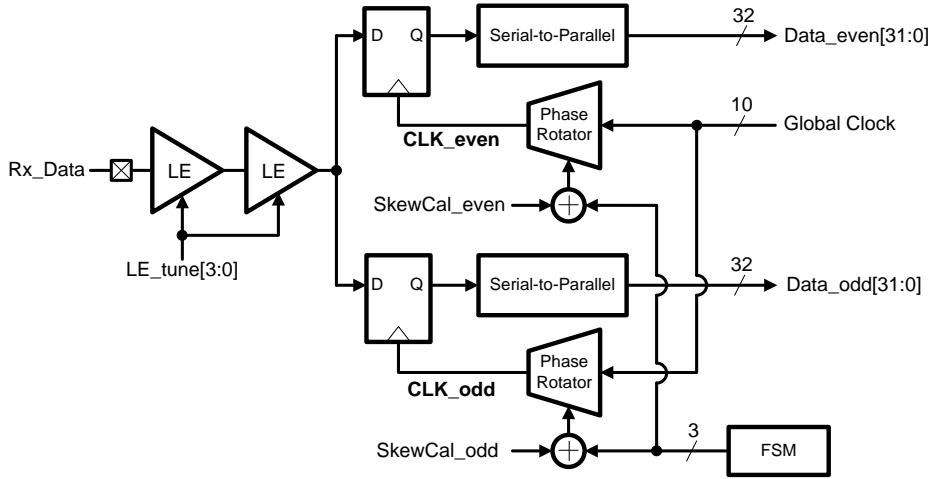 32
D
Q
Serial-to-Parallel
Data_even[31:0]
Phase
Rotator
10
CLK_even
Global Clock
Rx_Data
LE
LE
SkewCal_even
LE_tune[3:0]
32
D
Q
Serial-to-Parallel
Data_odd[31:0]
Phase
Rotator
CLK_odd
3
SkewCal_odd
FSM